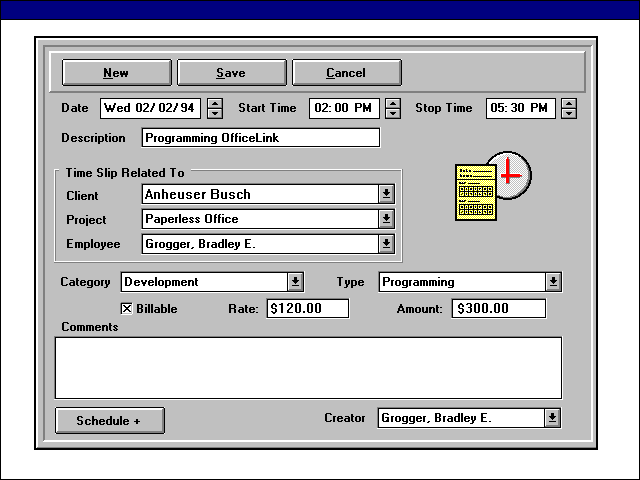 New Save Cancel
Date Wed 02/02/94 Start Time 02:00 PM Stop Time 05:30 PM
Description Programming OfficeLink
Time Slip Related To
Client Anheuser Busch
Project Paperless Office
Employee Grogger, Bradley E.
Category Development Type Programming
Billable Rate: $120.00 Amount: $300.00
Comments
Schedule + Creator Grogger, Bradley E.